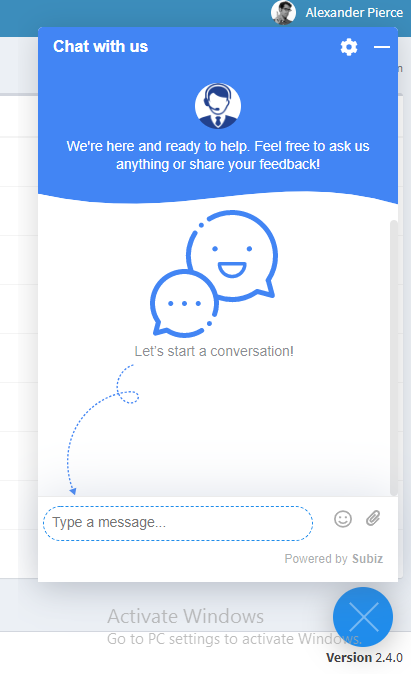 Alexander Pierce
Chat with us
We're here and ready to help. Feel free to ask us
anything or share your feedback!
Let's start a conversation!
Type a message...
Powered by Subiz
Activate Windows
Go to PC settings to activate Windows.
Version 2.4.0